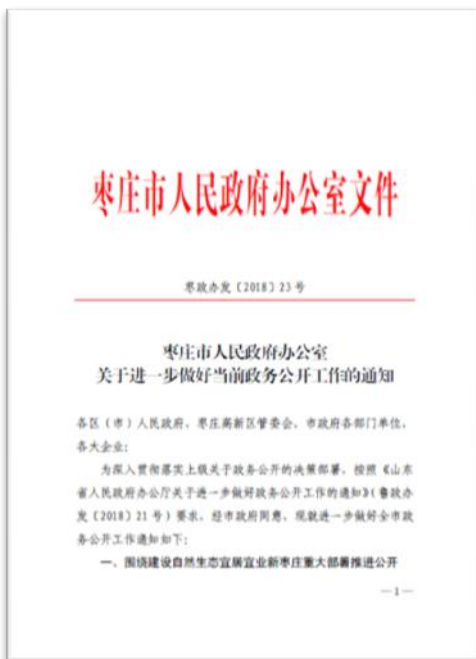 枣庄市人民政府办公室文件
枣政办发〔2018〕23号
枣庄市人民政府办公室
关于进一步做好当前政务公开工作的通知
各区（市）人民政府，枣庄高新区管委会，市政府各部门单位，
各大企业：
为深入贯彻落实上级关于政务公开的决策部署，按照《山东
省人民政府办公厅关于进一步做好政务公开工作的通知》（鲁政办
发〔2018〕21号）要求，经市政府同意，现就进一步做好全市政
务公开工作通知如下：
一、围绕建设自然生态宜居宜业新枣庄重大部署推进公开
—1—